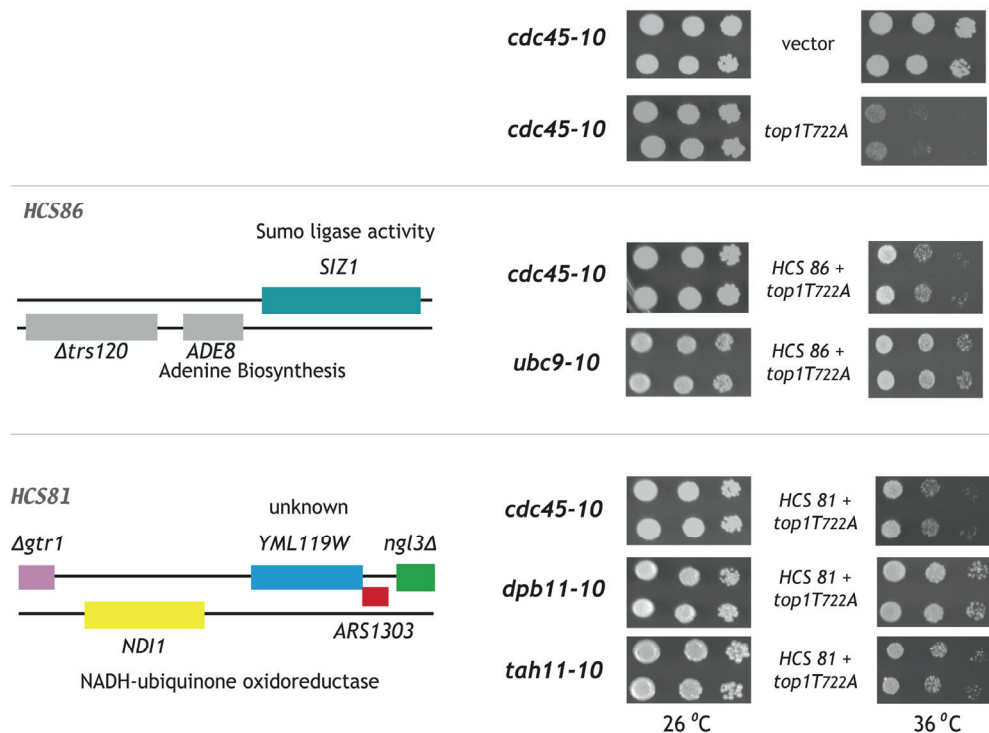 cdc45-10
vector
cdc45-10
top1T722A
HCS86
Sumo ligase activity
SIZ1
Δtrs120
ADE8
Adenine Biosynthesis
cdc45-10
HCS 86 +
top1T722A
ubc9-10
HCS 86 +
top1T722A
HCS81
unknown
Δgtr1
YML119W
ngl3Δ
ARS1303
NDI1
NADH-ubiquinone oxidoreductase
cdc45-10
HCS 81 +
top1T722A
dpb11-10
HCS 81 +
top1T722A
tah11-10
HCS 81 +
top1T722A
26 ⁰C
36 ⁰C